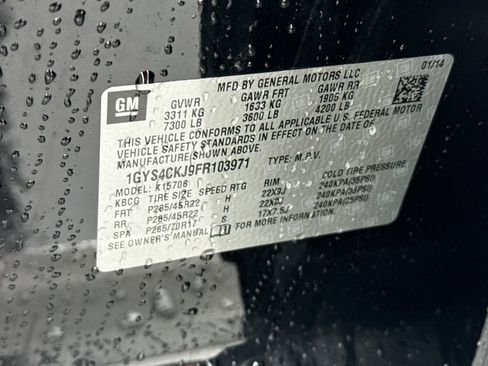 MFD BY GENERAL MOTORS LLC 01/14
GM GVWR GAWR FRT GAWR RR
3311 KG 1633 KG 1905 KG
7300 LB 3600 LB 4200 LB
THIS VEHICLE CONFORMS TO ALL APPLICABLE U.S. FEDERAL MOTOR
VEHICLE SAFETY STANDARDS IN EFFECT ON THE DATE OF
MANUFACTURE SHOWN ABOVE.
1GYS4CKJ9FR103971 TYPE: M.P.V.
MODEL: K15706
KBCG TIRE SIZE SPEED RTG RIM COLD TIRE PRESSURE
FRT P285/45R22 H 22X9J 240KPA(35PSI)
RR P285/45R22 H 22X9J 240KPA(35PSI)
SPA P265/70R17 S 17X7.5J 240KPA(35PSI)
SEE OWNER'S MANUAL